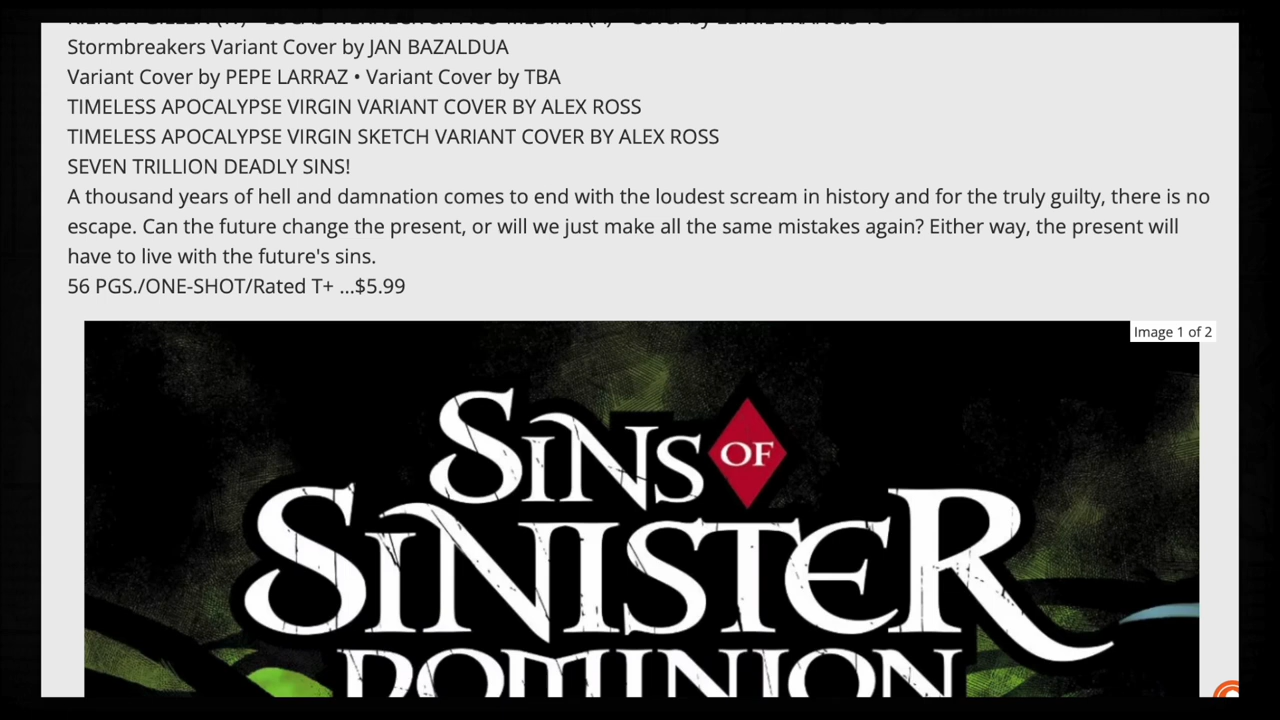 Stormbreakers Variant Cover by JAN BAZALDUA
Variant Cover by PEPE LARRAZ • Variant Cover by TBA
TIMELESS APOCALYPSE VIRGIN VARIANT COVER BY ALEX ROSS
TIMELESS APOCALYPSE VIRGIN SKETCH VARIANT COVER BY ALEX ROSS
SEVEN TRILLION DEADLY SINS!
A thousand years of hell and damnation comes to end with the loudest scream in history and for the truly guilty, there is no
escape. Can the future change the present, or will we just make all the same mistakes again? Either way, the present will
have to live with the future's sins.
56 PGS./ONE-SHOT/Rated T+ ...$5.99
Image 1 of 2
SINS OF
SINISTER
DOMINION